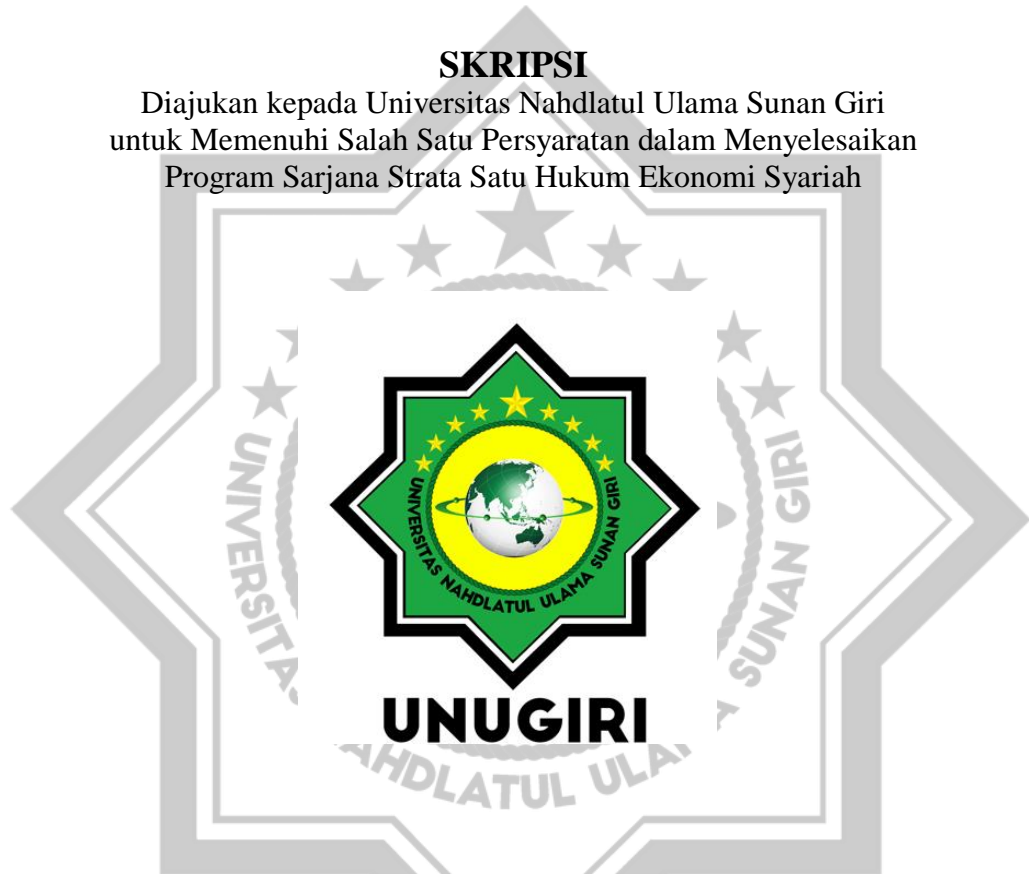 SKRIPSI
Diajukan kepada Universitas Nahdlatul Ulama Sunan Giri
untuk Memenuhi Salah Satu Persyaratan dalam Menyelesaikan
Program Sarjana Strata Satu Hukum Ekonomi Syariah
UNIVERSITAS NAHDLATUL ULAMA SUNAN GIRI
UNUGIRI